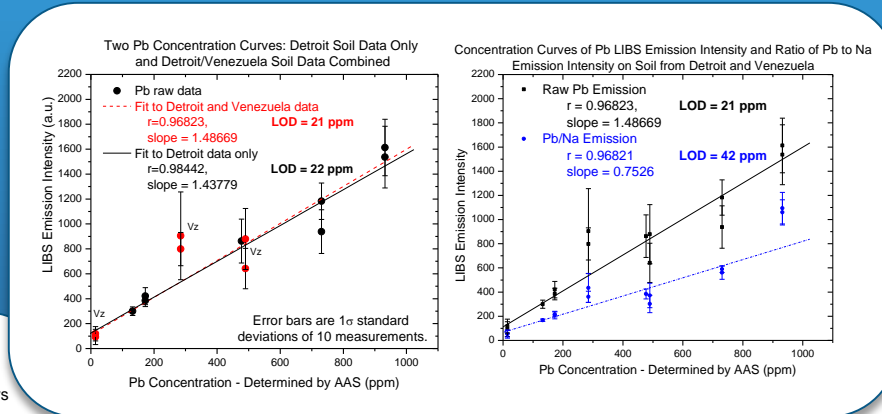 Two Pb Concentration Curves: Detroit Soil Data Only
and Detroit/Venezuela Soil Data Combined
2200
2000
1800
1600
1400
1200
1000
800
600
400
200
0
LIBS Emission Intensity (a.u.)
Pb raw data
Fit to Detroit and Venezuela data
r=0.96823,
slope = 1.48669
LOD = 21 ppm
Fit to Detroit data only
r=0.98442,
slope = 1.43779
LOD = 22 ppm
Vz
Vz
Vz
Error bars are 1σ standard
deviations of 10 measurements.
0 200 400 600 800 1000
Pb Concentration - Determined by AAS (ppm)
Concentration Curves of Pb LIBS Emission Intensity and Ratio of Pb to Na
Emission Intensity on Soil from Detroit and Venezuela
2200
2000
1800
1600
1400
1200
1000
800
600
400
200
0
LIBS Emission Intensity
Raw Pb Emission
r = 0.96823,
slope = 1.48669
LOD = 21 ppm
Pb/Na Emission
r = 0.96821
slope = 0.7526
LOD = 42 ppm
0 200 400 600 800 1000
Pb Concentration - Determined by AAS (ppm)